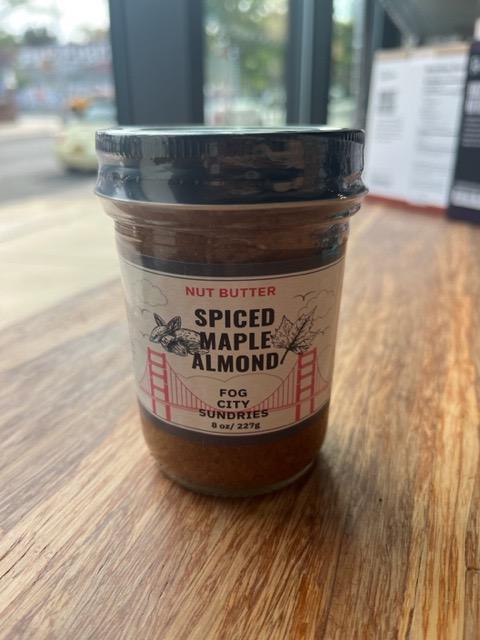 NUT BUTTER
SPICED
MAPLE
ALMOND
FOG
CITY
SUNDRIES
8 oz/ 227g